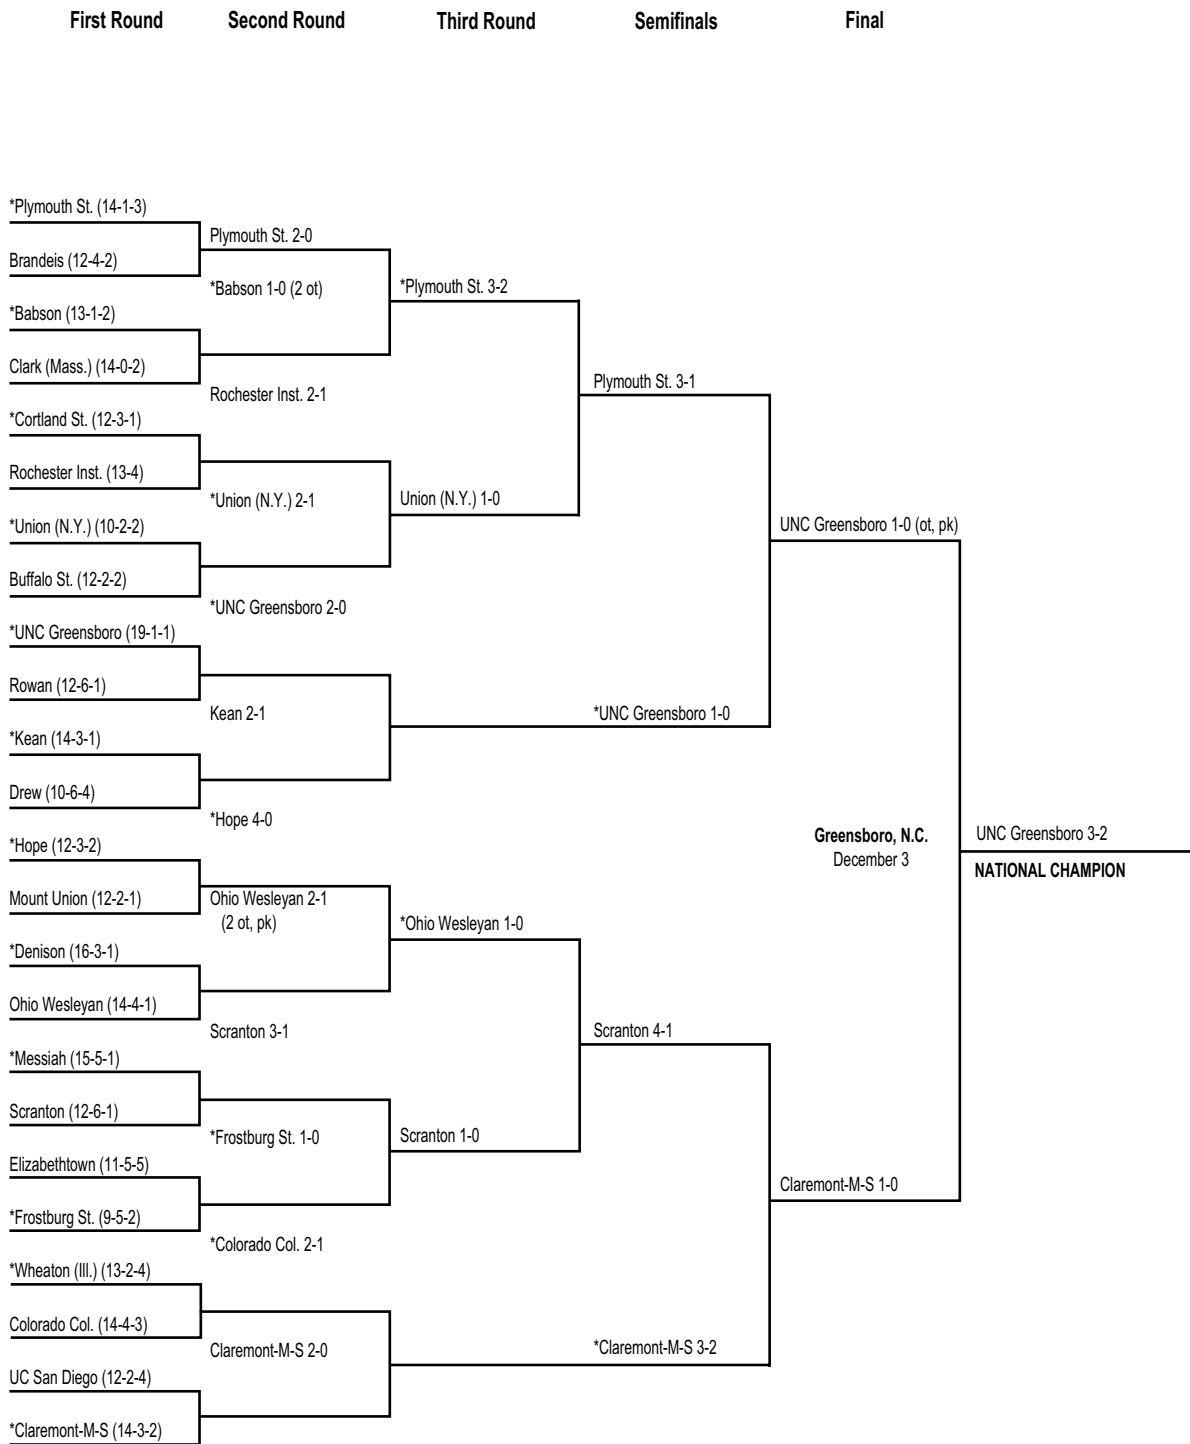 First Round
Second Round
Third Round
Semifinals
Final
*Plymouth St. (14-1-3)
Brandeis (12-4-2)
*Babson (13-1-2)
Clark (Mass.) (14-0-2)
*Cortland St. (12-3-1)
Rochester Inst. (13-4)
*Union (N.Y.) (10-2-2)
Buffalo St. (12-2-2)
*UNC Greensboro (19-1-1)
Rowan (12-6-1)
*Kean (14-3-1)
Drew (10-6-4)
*Hope (12-3-2)
Mount Union (12-2-1)
*Denison (16-3-1)
Ohio Wesleyan (14-4-1)
*Messiah (15-5-1)
Scranton (12-6-1)
Elizabethtown (11-5-5)
*Frostburg St. (9-5-2)
*Wheaton (Ill.) (13-2-4)
Colorado Col. (14-4-3)
UC San Diego (12-2-4)
*Claremont-M-S (14-3-2)
Plymouth St. 2-0
*Babson 1-0 (2 ot)
Rochester Inst. 2-1
*Union (N.Y.) 2-1
*UNC Greensboro 2-0
Kean 2-1
*Hope 4-0
Ohio Wesleyan 2-1
(2 ot, pk)
Scranton 3-1
*Frostburg St. 1-0
*Colorado Col. 2-1
Claremont-M-S 2-0
*Plymouth St. 3-2
Union (N.Y.) 1-0
*Ohio Wesleyan 1-0
Scranton 1-0
Plymouth St. 3-1
*UNC Greensboro 1-0
Scranton 4-1
*Claremont-M-S 3-2
UNC Greensboro 1-0 (ot, pk)
Claremont-M-S 1-0
Greensboro, N.C.
December 3
UNC Greensboro 3-2
NATIONAL CHAMPION